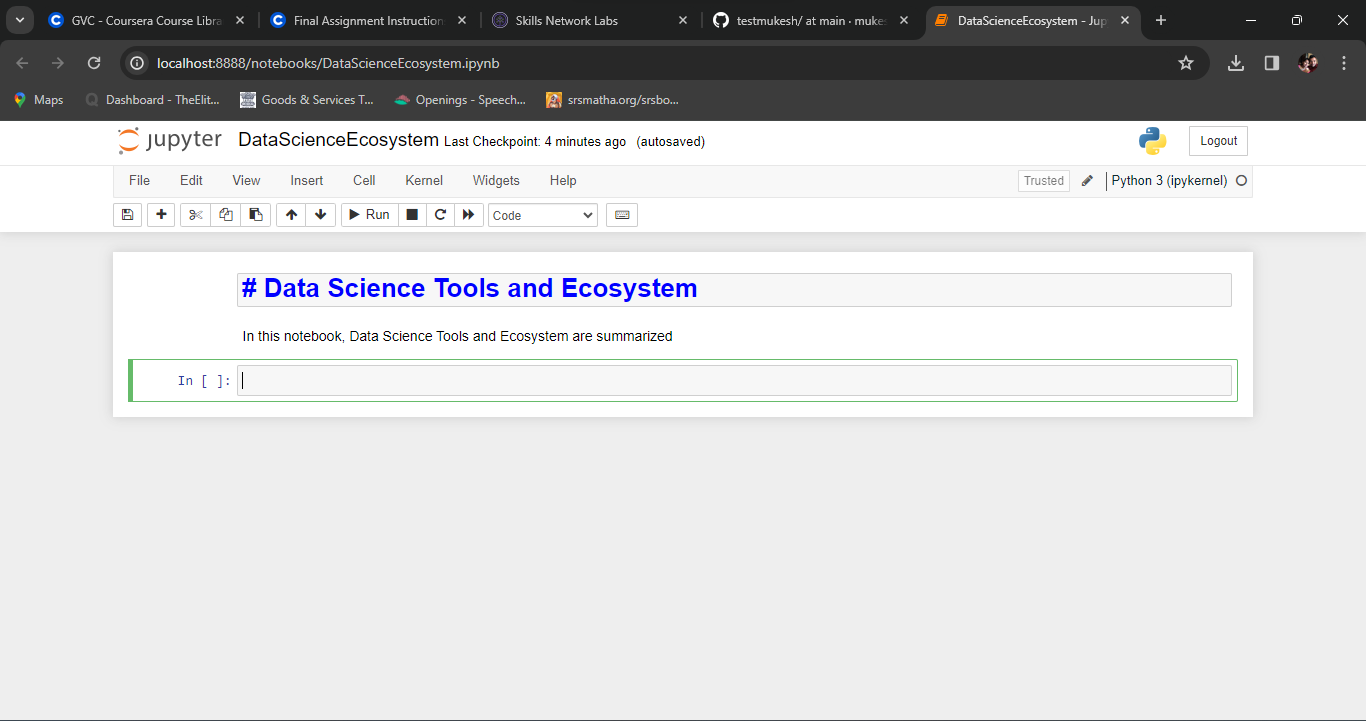 GVC - Coursera Course Libra
Final Assignment Instruction
Skills Network Labs
testmukesh/ at main · muke
DataScienceEcosystem - Jup
localhost:8888/notebooks/DataScienceEcosystem.ipynb
Maps
Dashboard - TheElit...
Goods & Services T...
Openings - Speech...
srsmatha.org/srsbo...
jupyter DataScienceEcosystem Last Checkpoint: 4 minutes ago (autosaved)
Logout
File Edit View Insert Cell Kernel Widgets Help
Trusted
Python 3 (ipykernel)
Run
Code
# Data Science Tools and Ecosystem
In this notebook, Data Science Tools and Ecosystem are summarized
In [ ]: